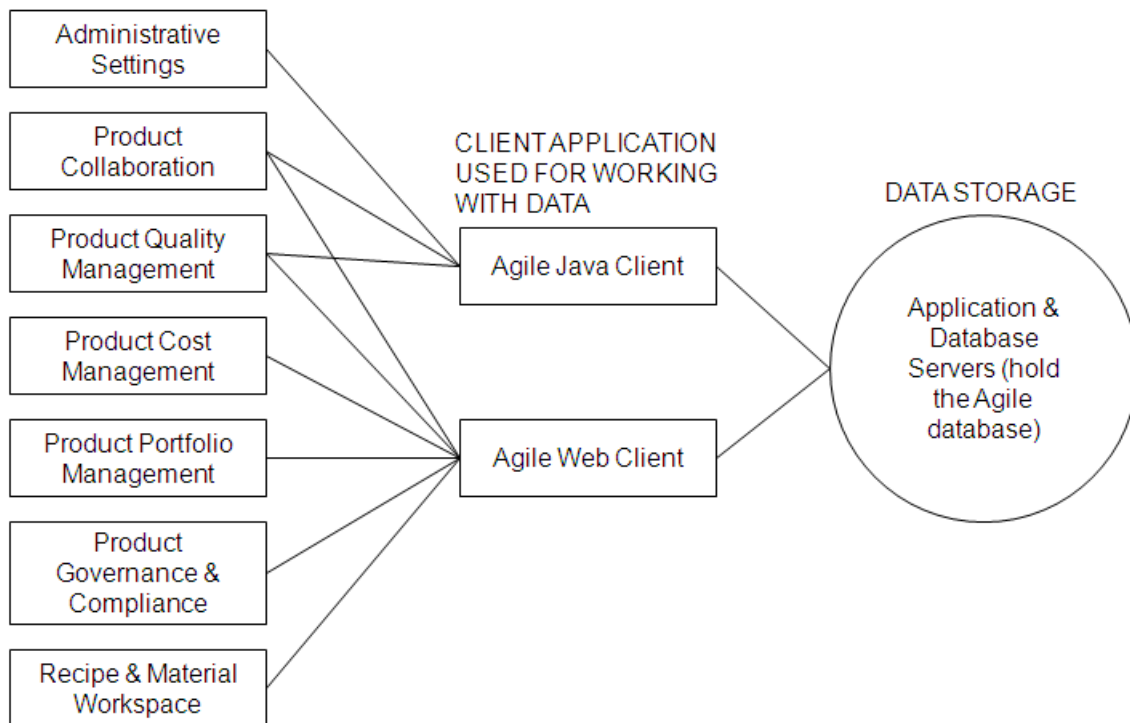 Administrative
Settings
Product
Collaboration
Product Quality
Management
Product Cost
Management
Product Portfolio
Management
Product
Governance &
Compliance
Recipe & Material
Workspace
CLIENT APPLICATION
USED FOR WORKING
WITH DATA
Agile Java Client
Agile Web Client
DATA STORAGE
Application &
Database
Servers (hold
the Agile
database)